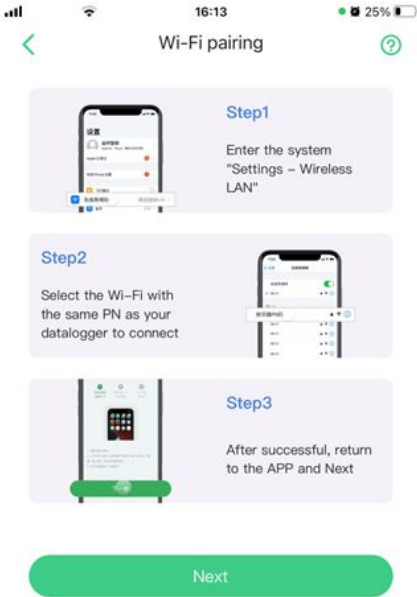 16:13
25%
Wi-Fi pairing
Step1
Enter the system
"Settings – Wireless
LAN"
设置
Step2
Select the Wi-Fi with
the same PN as your
datalogger to connect
Step3
After successful, return
to the APP and Next
Next